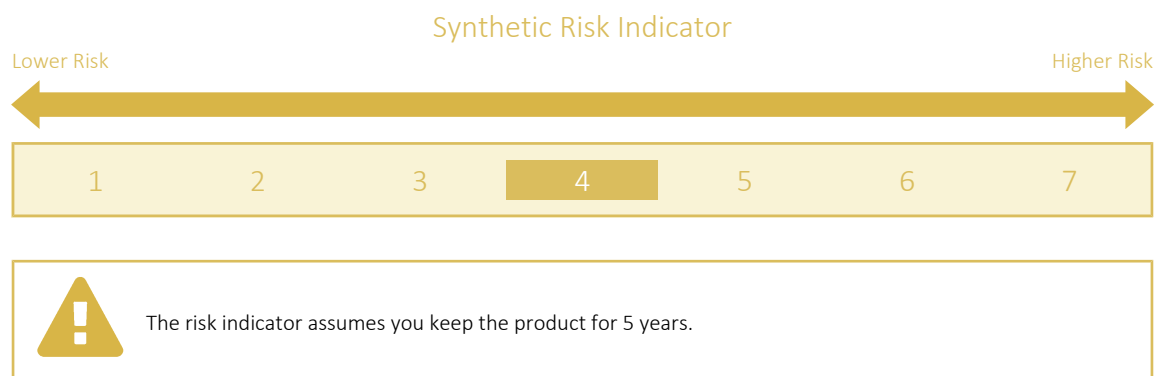 Synthetic Risk Indicator
Lower Risk Higher Risk
1 2 3 4 5 6 7
The risk indicator assumes you keep the product for 5 years.